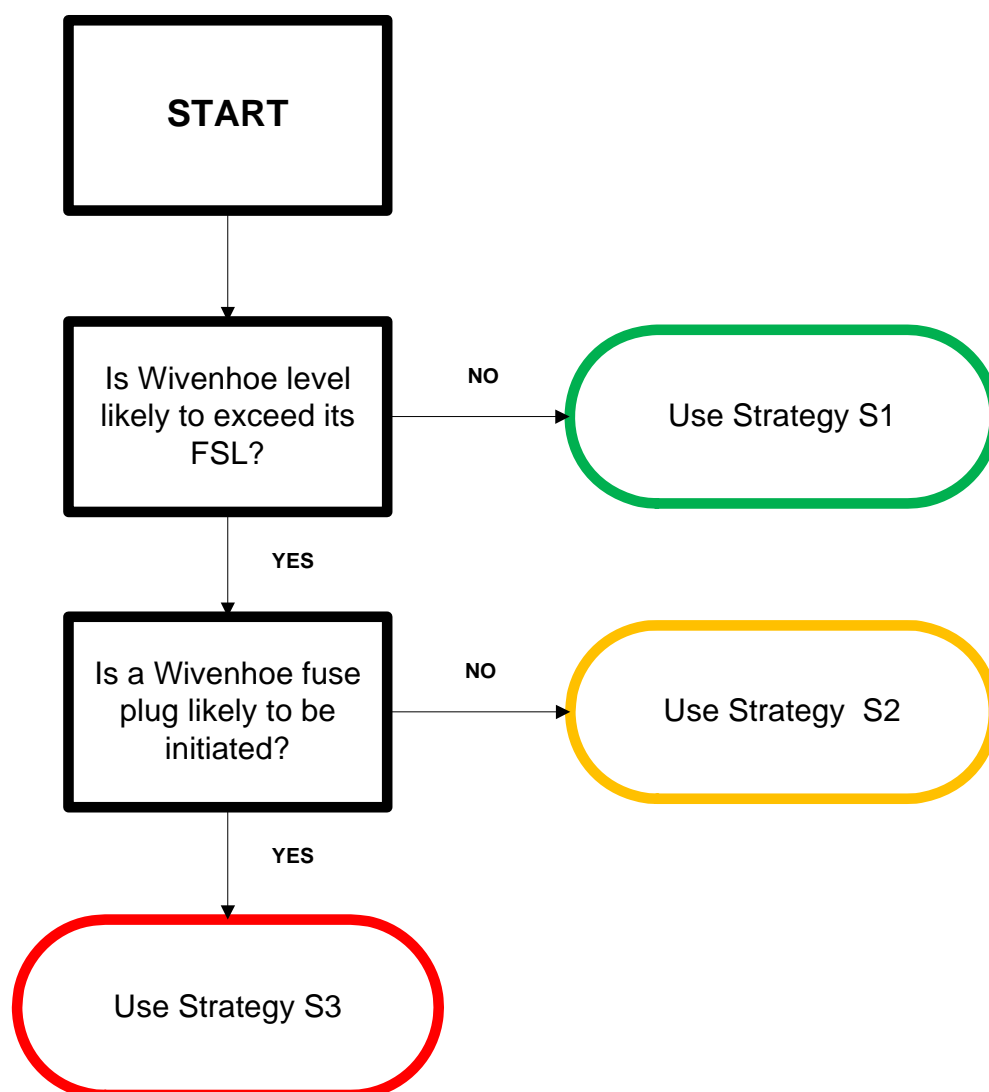 START
Is Wivenhoe level
likely to exceed its
FSL?
NO
Use Strategy S1
YES
Is a Wivenhoe fuse
plug likely to be
initiated?
NO
Use Strategy  S2
YES
Use Strategy S3